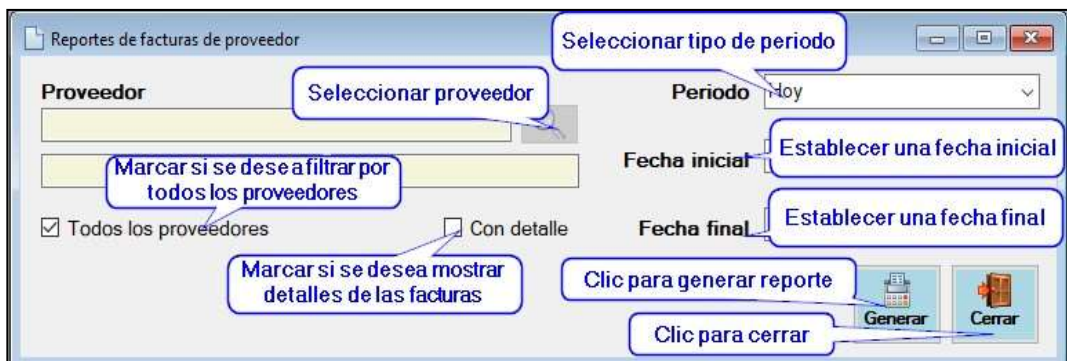 Reportes de facturas de proveedor
Seleccionar tipo de periodo
Proveedor
Seleccionar proveedor
Periodo
Hoy
Fecha inicial
Establecer una fecha inicial
Marcar si se desea filtrar por
todos los proveedores
Todos los proveedores
Con detalle
Fecha final
Establecer una fecha final
Marcar si se desea mostrar
detalles de las facturas
Clic para generar reporte
Generar
Cerrar
Clic para cerrar